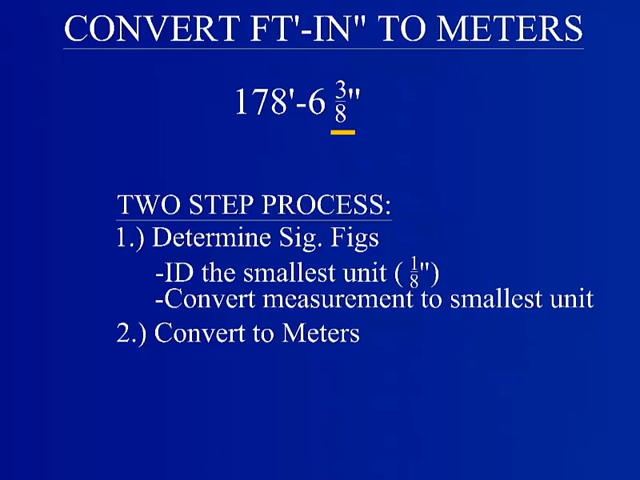 CONVERT FT'-IN" TO METERS
178'-6 3/8"
TWO STEP PROCESS:
1.) Determine Sig. Figs
-ID the smallest unit ( 1/8")
-Convert measurement to smallest unit
2.) Convert to Meters